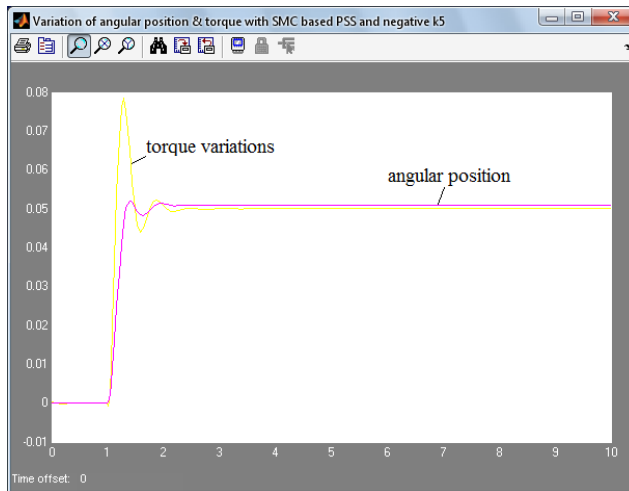 Variation of angular position & torque with SMC based PSS and negative k5
0.08
0.07
0.06
0.05
0.04
0.03
0.02
0.01
0
-0.01
torque variations
angular position
0 1 2 3 4 5 6 7 8 9 10
Time offset: 0